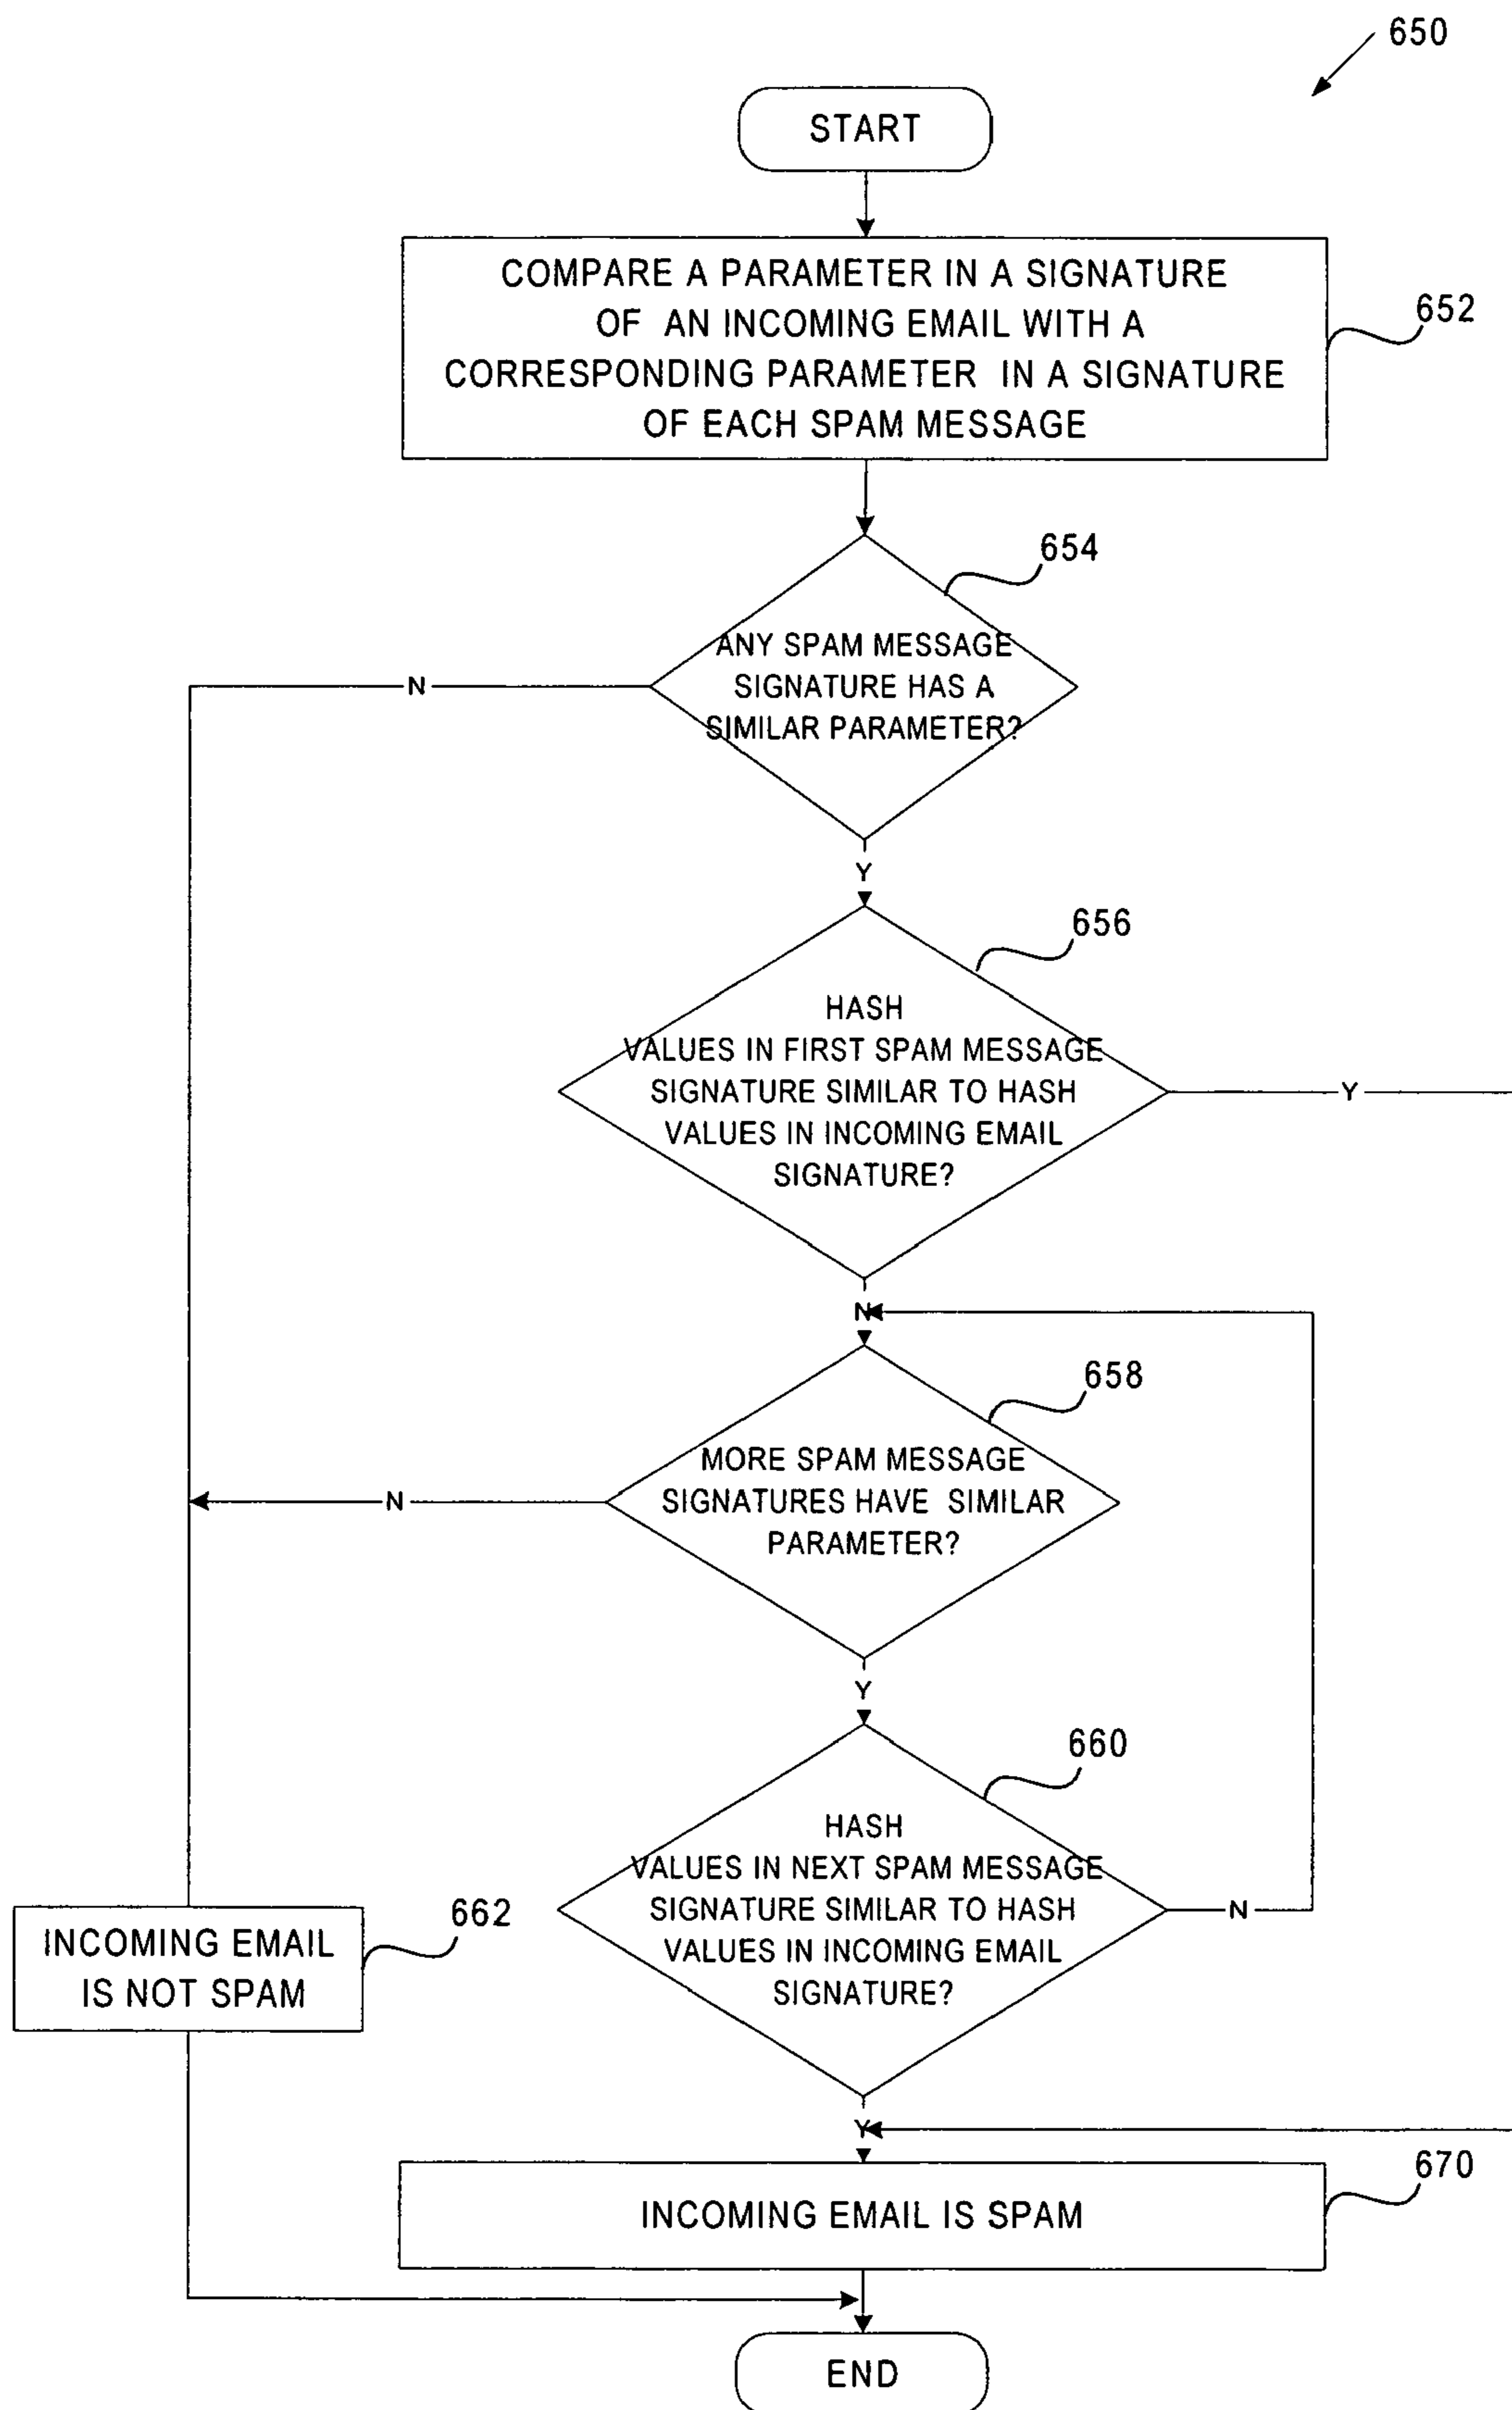 650
START
COMPARE A PARAMETER IN A SIGNATURE
OF AN INCOMING EMAIL WITH A
CORRESPONDING PARAMETER IN A SIGNATURE
OF EACH SPAM MESSAGE
652
654
ANY SPAM MESSAGE
SIGNATURE HAS A
SIMILAR PARAMETER?
N
Y
656
HASH
VALUES IN FIRST SPAM MESSAGE
SIGNATURE SIMILAR TO HASH
VALUES IN INCOMING EMAIL
SIGNATURE?
Y
N
658
MORE SPAM MESSAGE
SIGNATURES HAVE SIMILAR
PARAMETER?
N
Y
660
HASH
VALUES IN NEXT SPAM MESSAGE
SIGNATURE SIMILAR TO HASH
VALUES IN INCOMING EMAIL
SIGNATURE?
N
662
INCOMING EMAIL
IS NOT SPAM
Y
670
INCOMING EMAIL IS SPAM
END